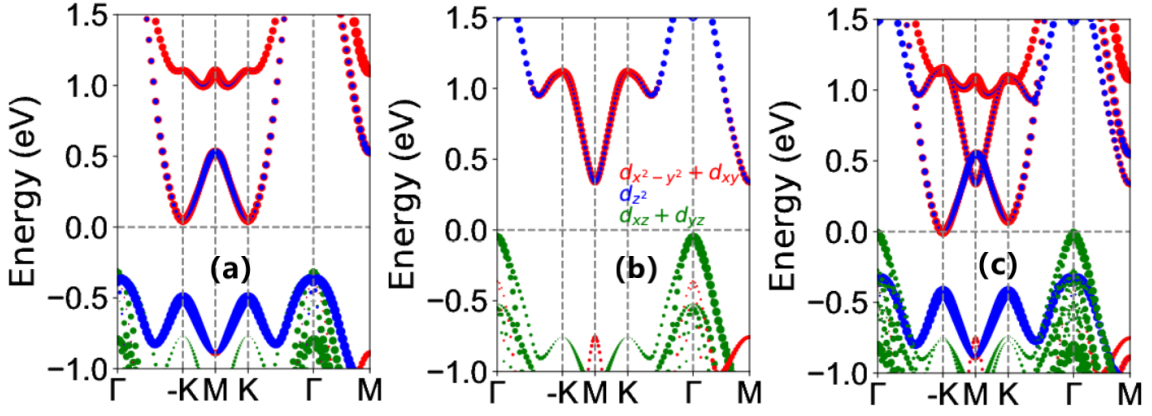 Energy (eV)
1.5
1.0
0.5
0.0
−0.5
−1.0
(a)
Γ -K M K Γ M
Energy (eV)
1.5
1.0
0.5
0.0
−0.5
−1.0
d_{x²−y²} + d_{xy}
d_{z²}
d_{xz} + d_{yz}
(b)
Γ -K M K Γ M
Energy (eV)
1.5
1.0
0.5
0.0
−0.5
−1.0
(c)
Γ -K M K Γ M